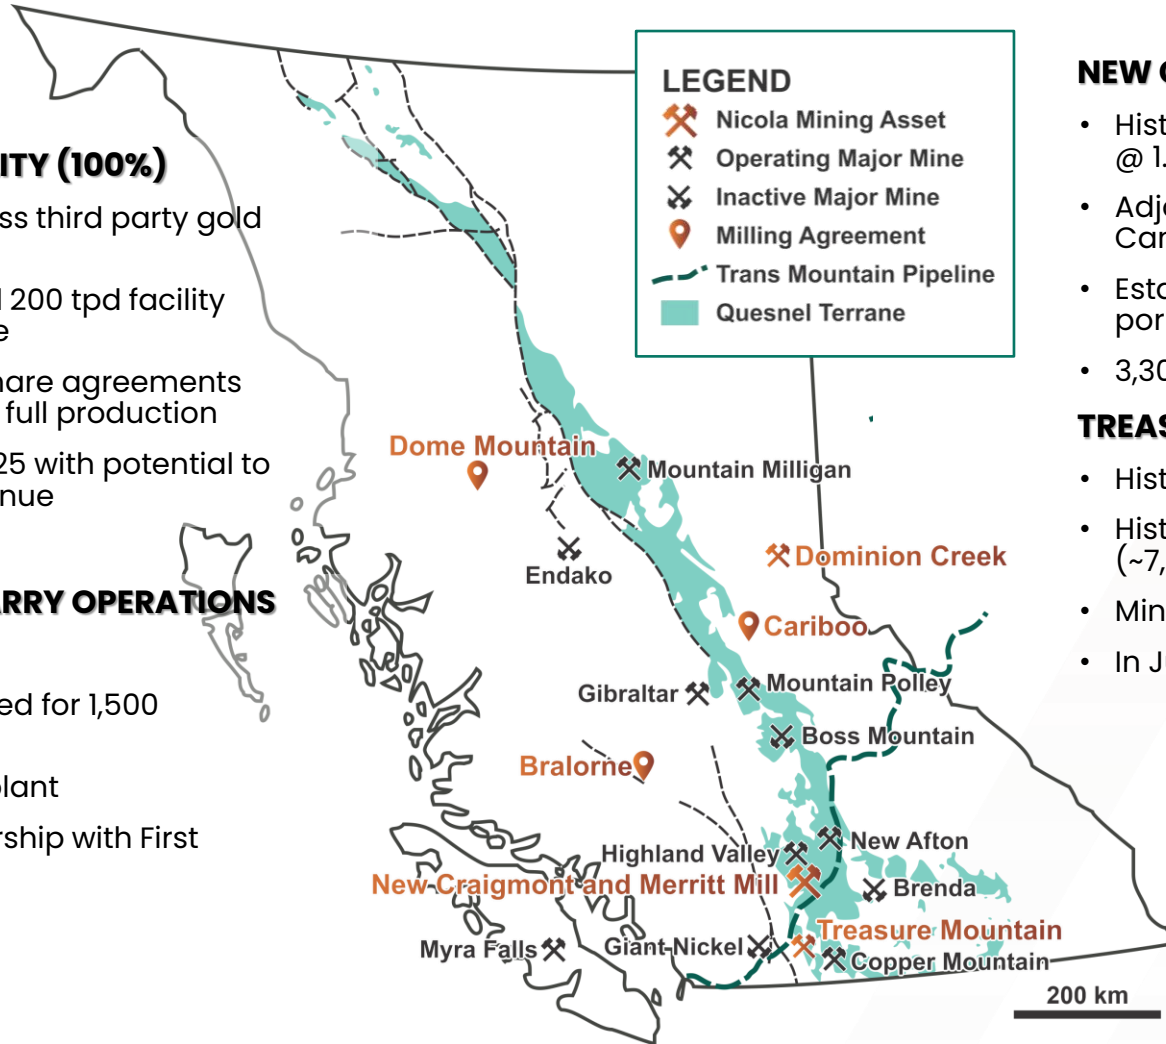 ITY (100%)
ss third party gold
200 tpd facility
e
hare agreements
full production
25 with potential to
nue
ARRY OPERATIONS
ed for 1,500
plant
rship with First
LEGEND
Nicola Mining Asset
Operating Major Mine
Inactive Major Mine
Milling Agreement
Trans Mountain Pipeline
Quesnel Terrane
Dome Mountain
Mountain Milligan
Endako
Dominion Creek
Cariboo
Gibraltar
Mountain Polley
Boss Mountain
Bralorne
Highland Valley
New Afton
New Craigmont and Merritt Mill
Brenda
Treasure Mountain
Myra Falls
Giant Nickel
Copper Mountain
200 km
NEW
• Hist
@ 1.
• Adj
Car
• Esta
por
• 3,30
TREAS
• Hist
• Hist
(~7,
• Min
• In Ju